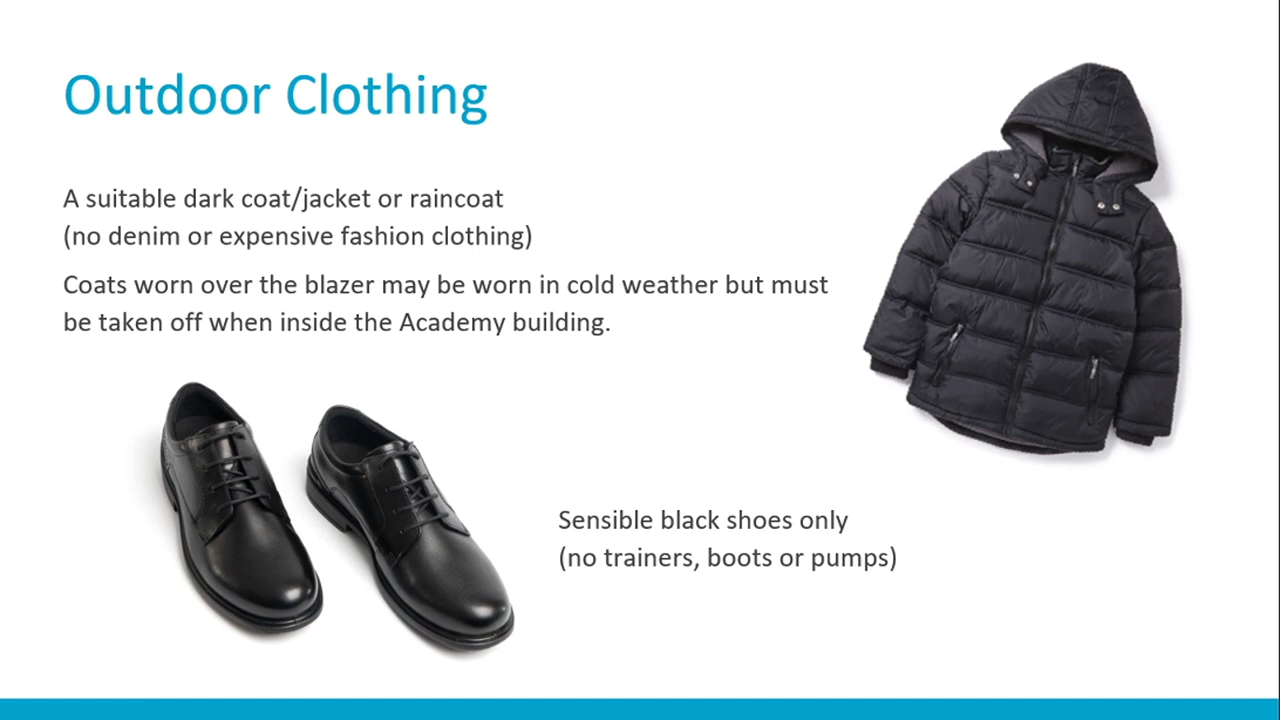 Outdoor Clothing
A suitable dark coat/jacket or raincoat
(no denim or expensive fashion clothing)
Coats worn over the blazer may be worn in cold weather but must
be taken off when inside the Academy building.
Sensible black shoes only
(no trainers, boots or pumps)